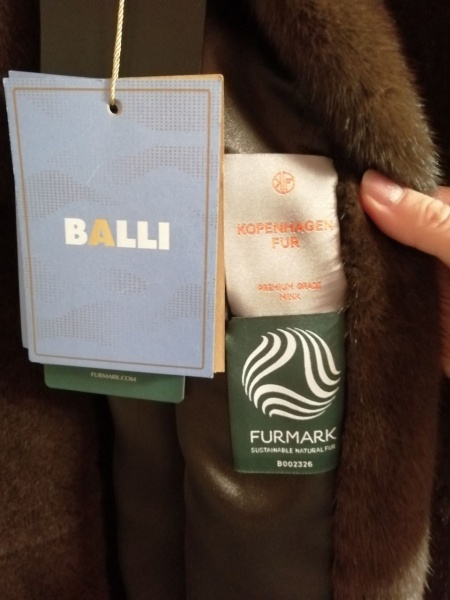 BALLI
FURMARK.COM
KOPENHAGEN
FUR
PREMIUM GRADE
MINK
FURMARK
SUSTAINABLE NATURAL FUR
B002326